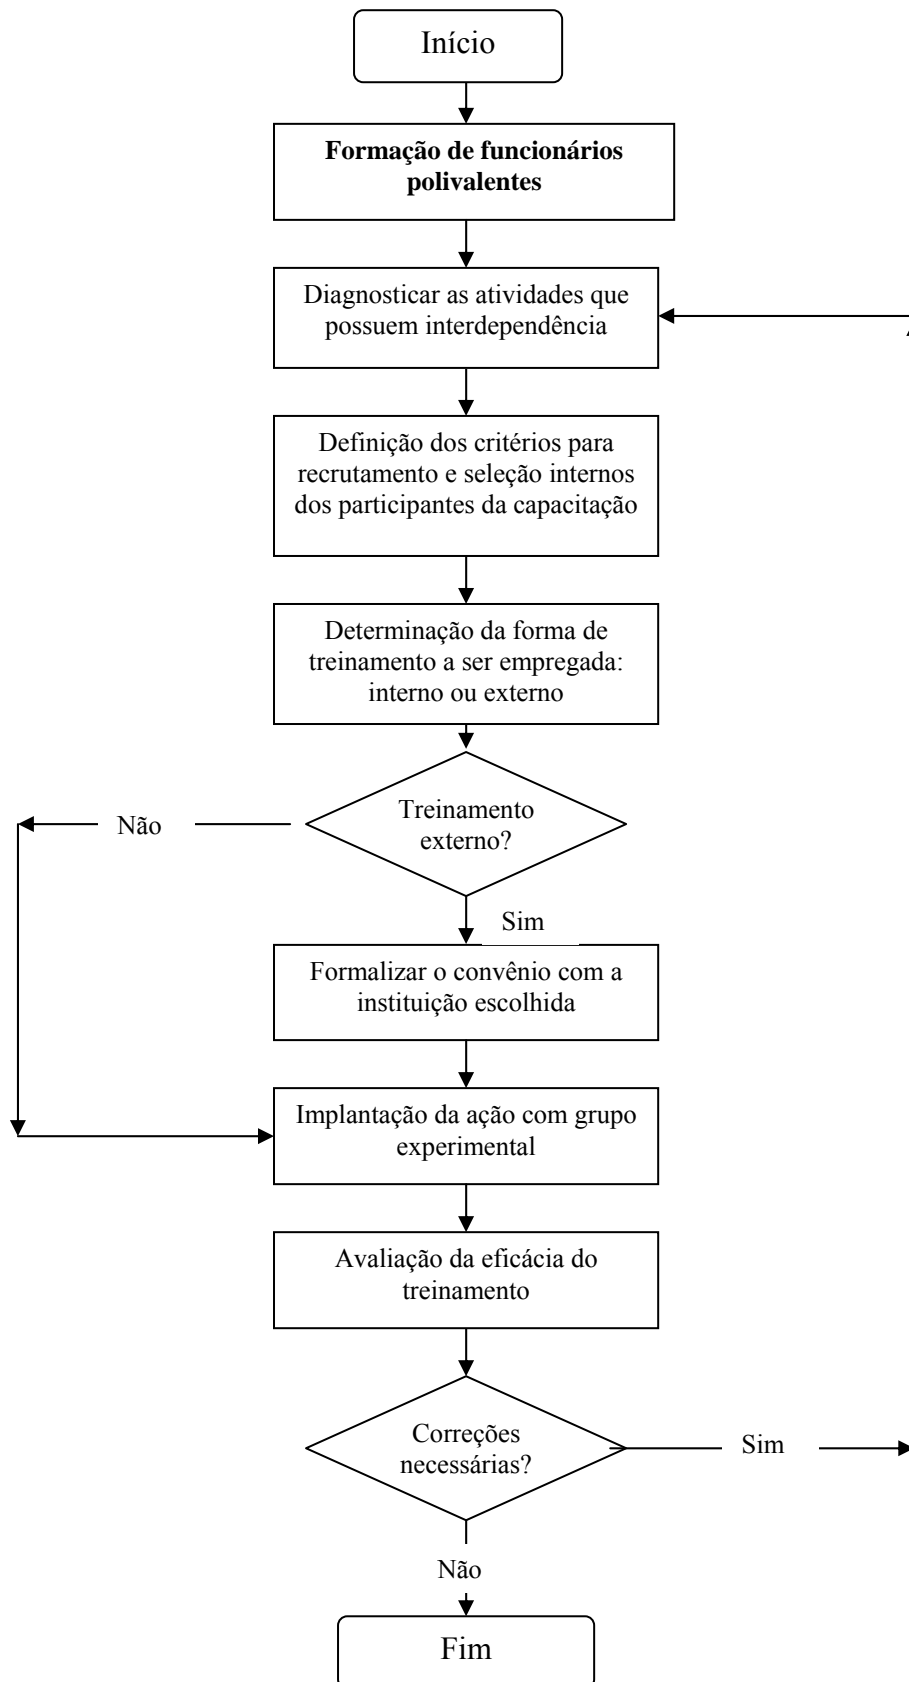 Início
Formação de funcionários
polivalentes
Diagnosticar as atividades que
possuem interdependência
Definição dos critérios para
recrutamento e seleção internos
dos participantes da capacitação
Determinação da forma de
treinamento a ser empregada:
interno ou externo
Treinamento
externo?
Não
Sim
Formalizar o convênio com a
instituição escolhida
Implantação da ação com grupo
experimental
Avaliação da eficácia do
treinamento
Correções
necessárias?
Sim
Não
Fim